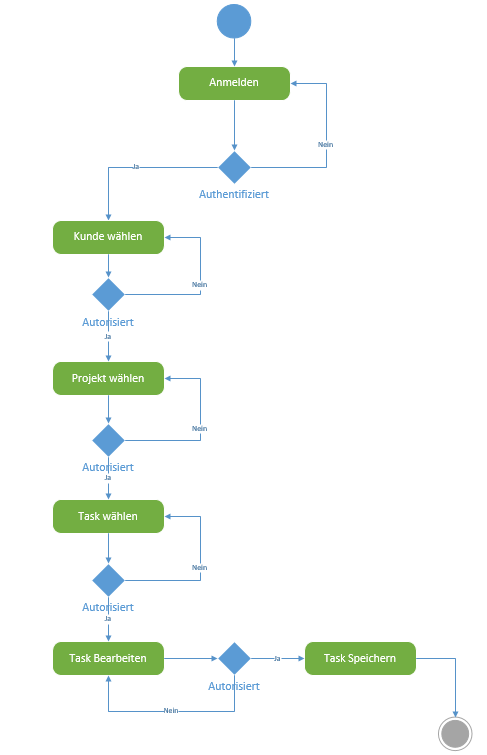 Anmelden
Nein
Ja
Authentifiziert
Kunde wählen
Nein
Autorisiert
Ja
Projekt wählen
Nein
Autorisiert
Ja
Task wählen
Nein
Autorisiert
Ja
Task Bearbeiten
Ja
Task Speichern
Autorisiert
Nein